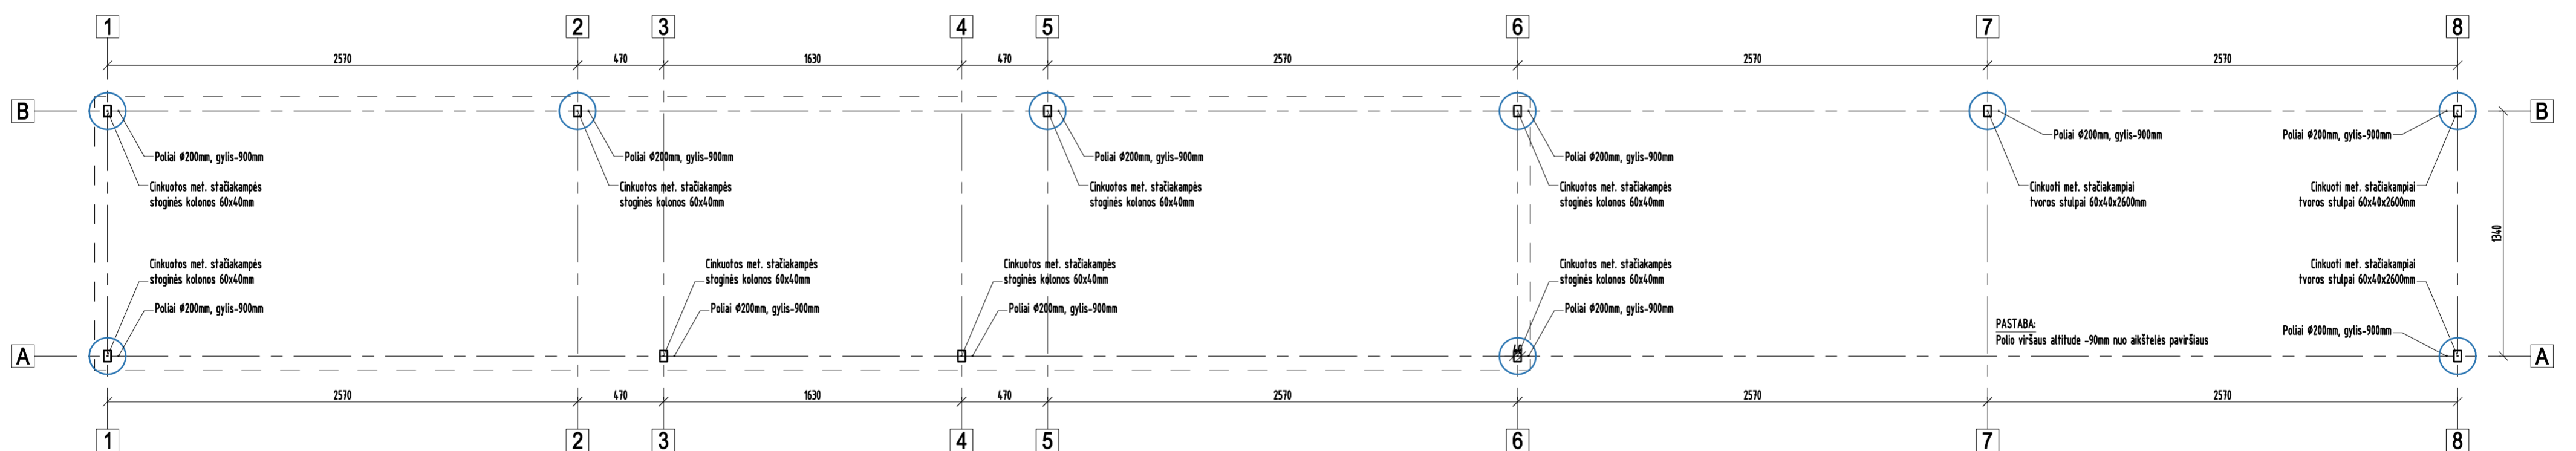 1 2 3 4 5 6 7 8
2570 470 1630 470 2570 2570 2570
B B
Poliai Ø200mm, gylis-900mm Poliai Ø200mm, gylis-900mm
Poliai Ø200mm, gylis-900mm Poliai Ø200mm, gylis-900mm Poliai Ø200mm, gylis-900mm Poliai Ø200mm, gylis-900mm
Cinkuotos met. stačiakampės Cinkuotos met. stačiakampės Cinkuotos met. stačiakampės Cinkuotos met. stačiakampės Cinkuoti met. stačiakampiai Cinkuoti met. stačiakampiai
stoginės kolonos 60x40mm stoginės kolonos 60x40mm stoginės kolonos 60x40mm stoginės kolonos 60x40mm tvoros stulpai 60x40x2600mm tvoros stulpai 60x40x2600mm
1340
Cinkuotos met. stačiakampės Cinkuotos met. stačiakampės Cinkuotos met. stačiakampės Cinkuotos met. stačiakampės Cinkuoti met. stačiakampiai
stoginės kolonos 60x40mm stoginės kolonos 60x40mm stoginės kolonos 60x40mm stoginės kolonos 60x40mm tvoros stulpai 60x40x2600mm
Poliai Ø200mm, gylis-900mm Poliai Ø200mm, gylis-900mm Poliai Ø200mm, gylis-900mm Poliai Ø200mm, gylis-900mm
PASTABA:
Poliai Ø200mm, gylis-900mm
Polio viršaus altitude -90mm nuo aikštelės paviršiaus
A A
2570 470 1630 470 2570 2570 2570
1 2 3 4 5 6 7 8